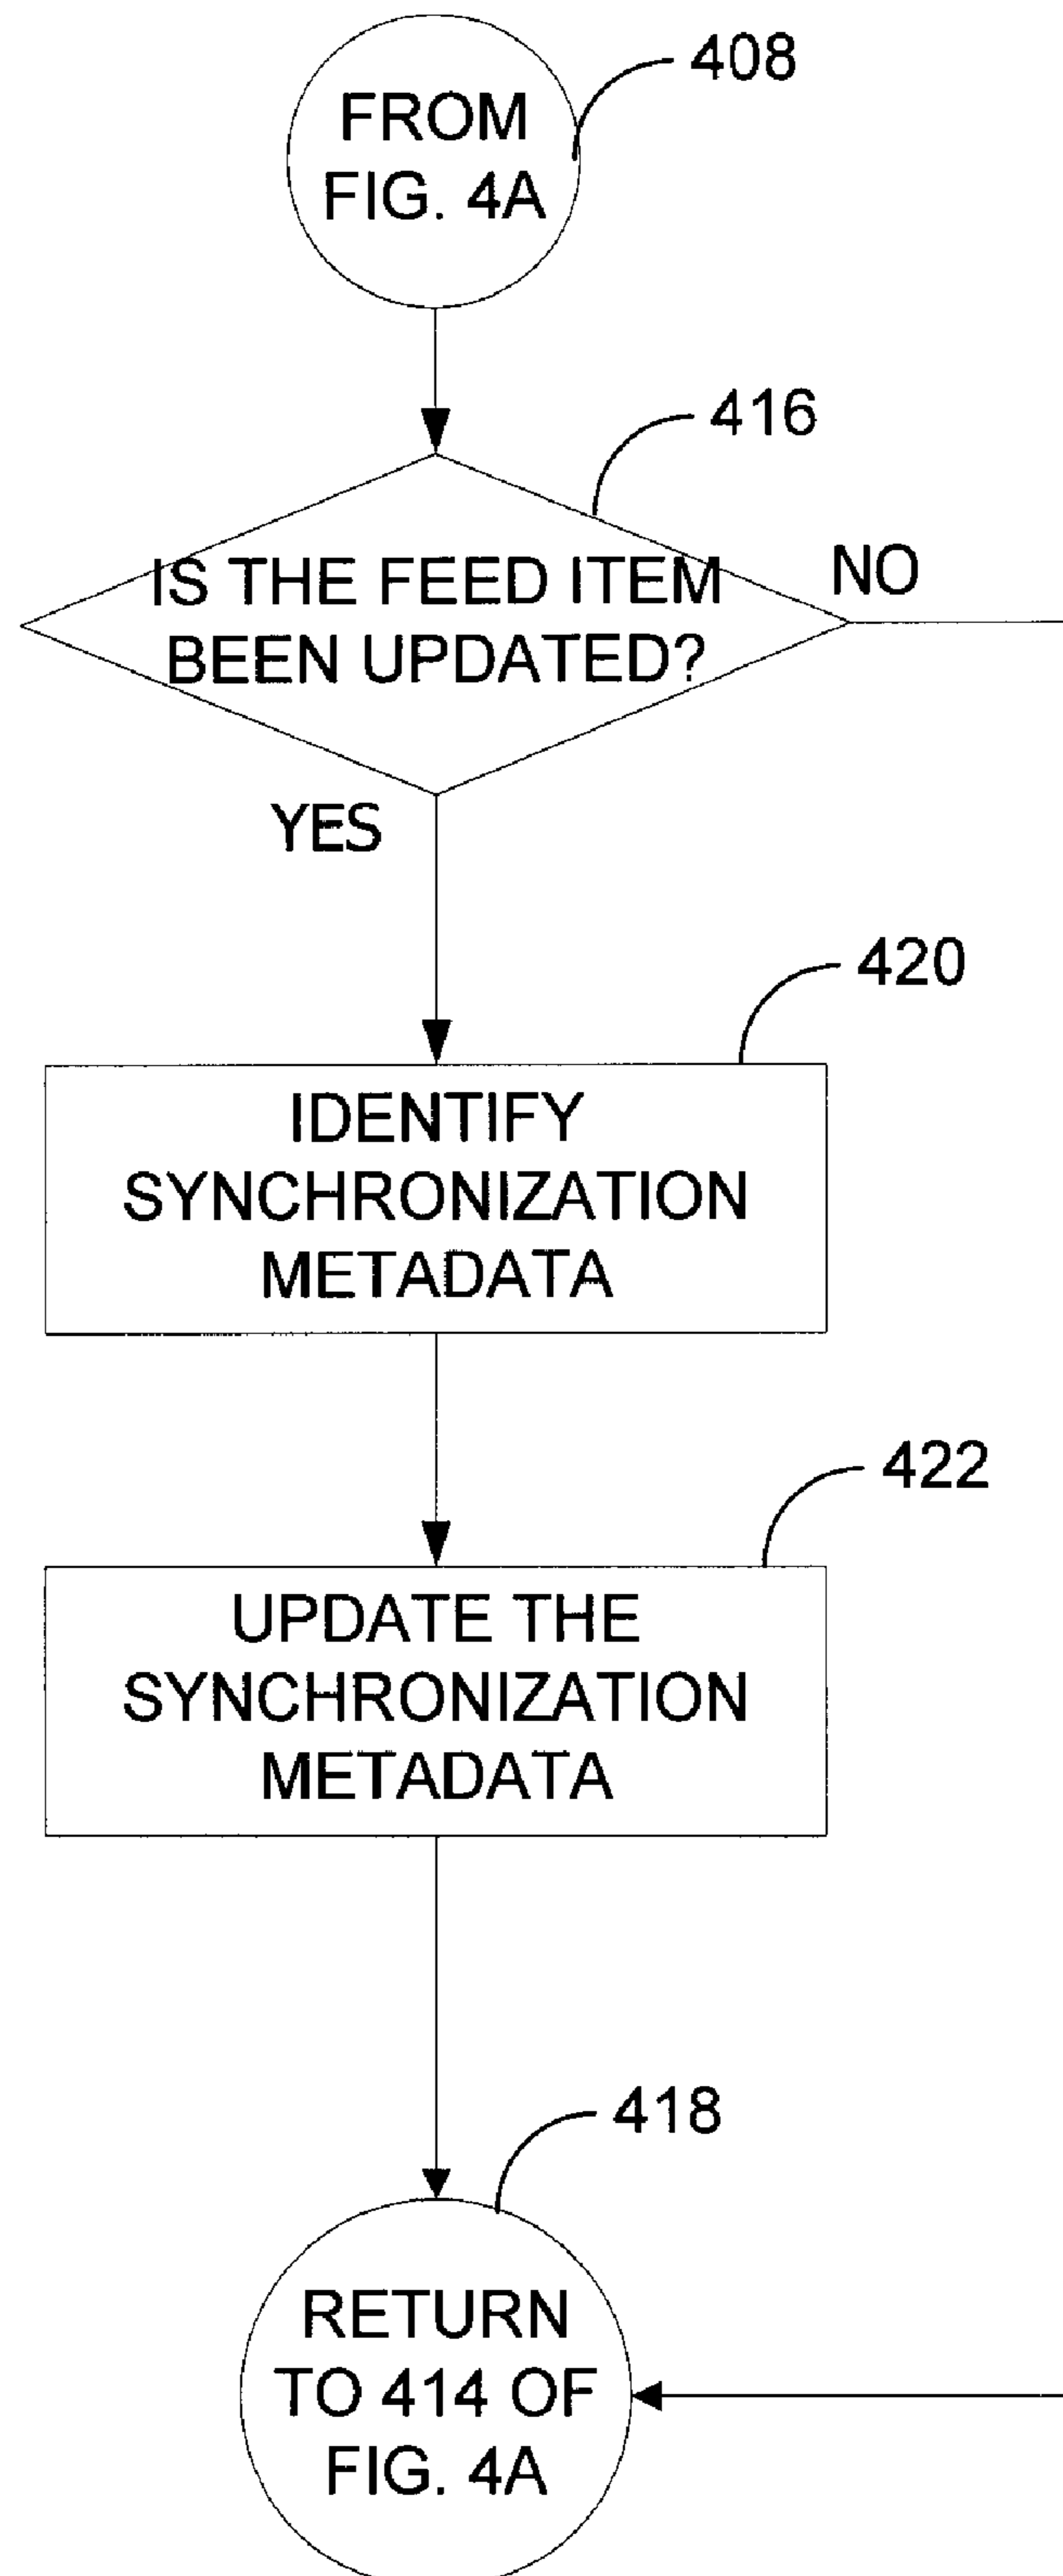 408
FROM
FIG. 4A
416
IS THE FEED ITEM
BEEN UPDATED?
NO
YES
420
IDENTIFY
SYNCHRONIZATION
METADATA
422
UPDATE THE
SYNCHRONIZATION
METADATA
418
RETURN
TO 414 OF
FIG. 4A